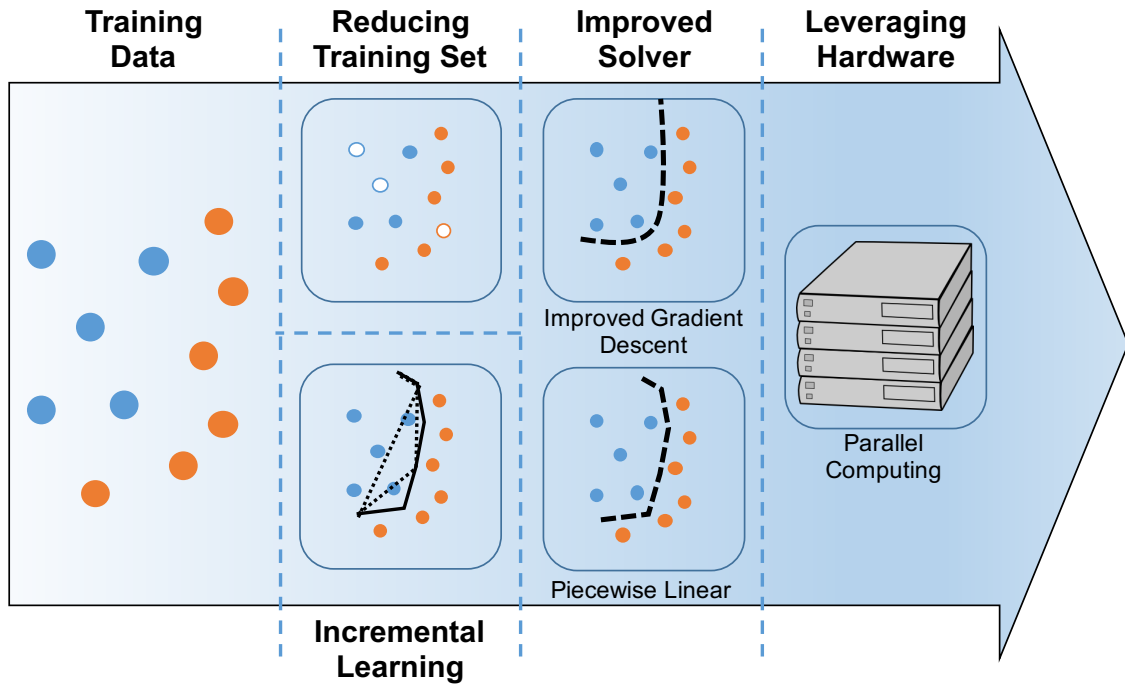 Training
Data
Reducing
Training Set
Improved
Solver
Leveraging
Hardware
Improved Gradient
Descent
Parallel
Computing
Piecewise Linear
Incremental
Learning